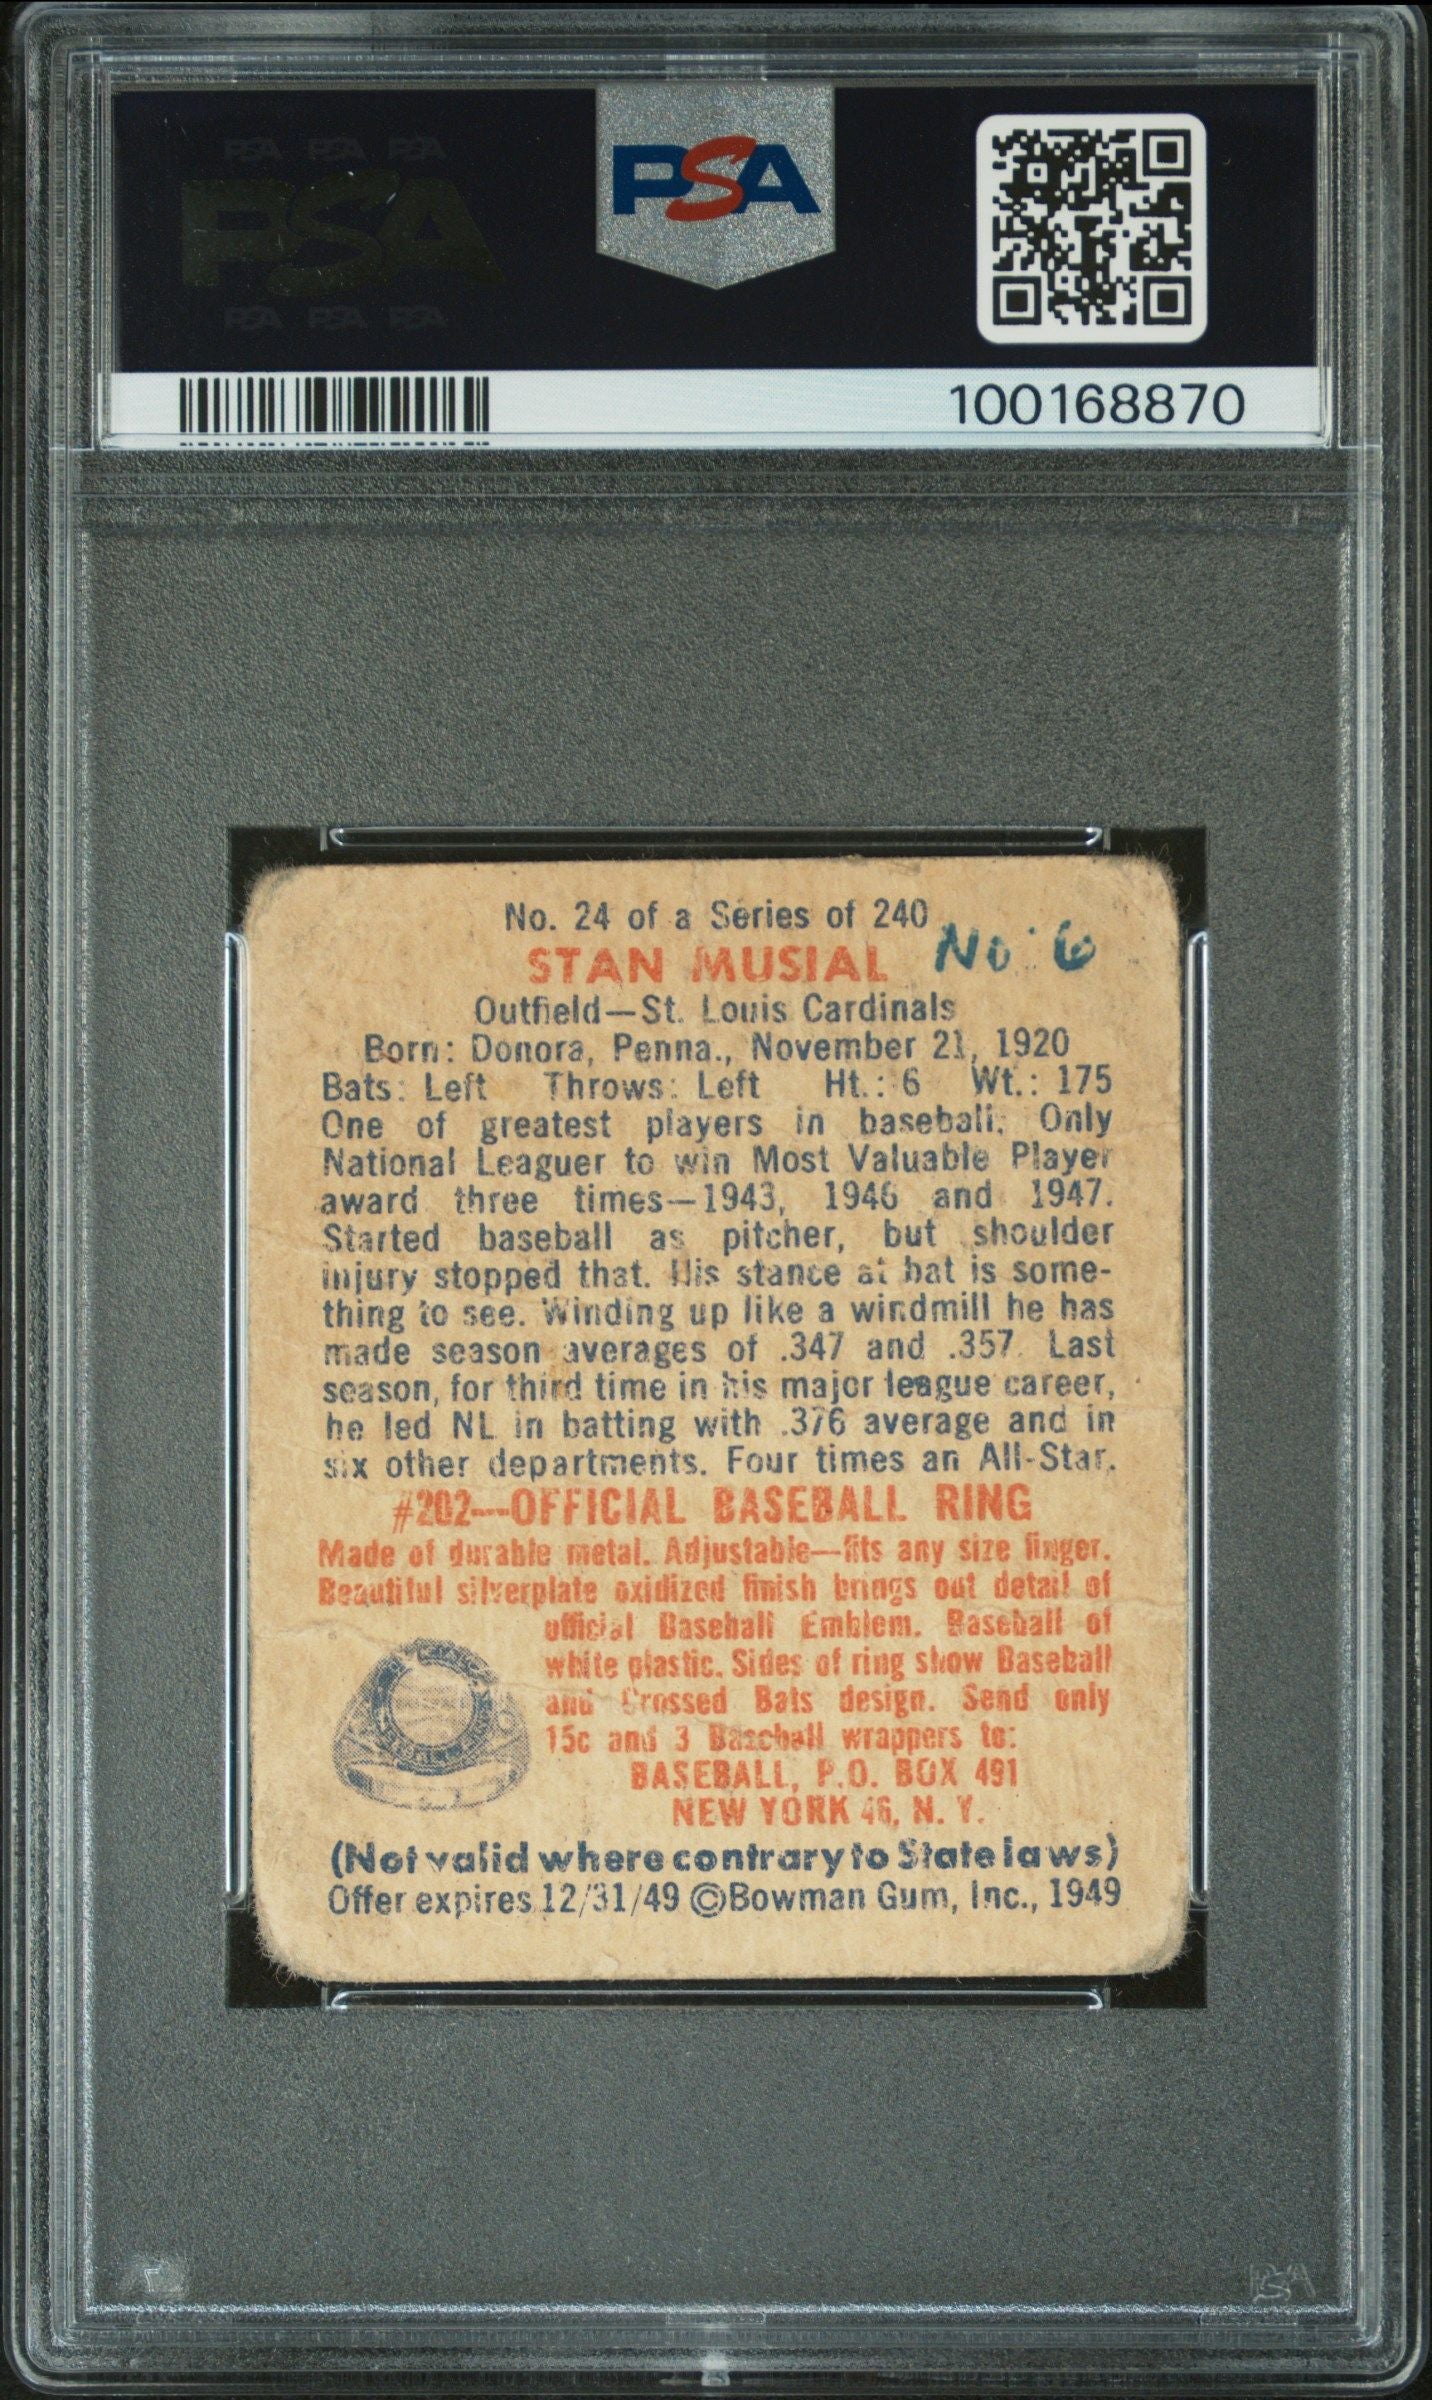 PSA PSA PSA
PSA
PSA PSA PSA
PSA
100168870
No. 24 of a Series of 240
No. 6
STAN MUSIAL
Outfield—St. Louis Cardinals
Born: Donora, Penna., November 21, 1920
Bats: Left Throws: Left Ht.: 6 Wt.: 175
One of greatest players in baseball. Only
National Leaguer to win Most Valuable Player
award three times—1943, 1946 and 1947.
Started baseball as pitcher, but shoulder
injury stopped that. His stance at bat is some-
thing to see. Winding up like a windmill he has
made season averages of .347 and .357. Last
season, for third time in his major league career,
he led NL in batting with .376 average and in
six other departments. Four times an All-Star.
#202—OFFICIAL BASEBALL RING
Made of durable metal. Adjustable—fits any size finger.
Beautiful silverplate oxidized finish brings out detail of
official Baseball Emblem. Baseball of
white plastic. Sides of ring show Baseball
and Crossed Bats design. Send only
15c and 3 Baseball wrappers to:
BASEBALL, P.O. BOX 491
NEW YORK 46, N. Y.
(Not valid where contrary to State laws)
Offer expires 12/31/49 ©Bowman Gum, Inc., 1949
PSA